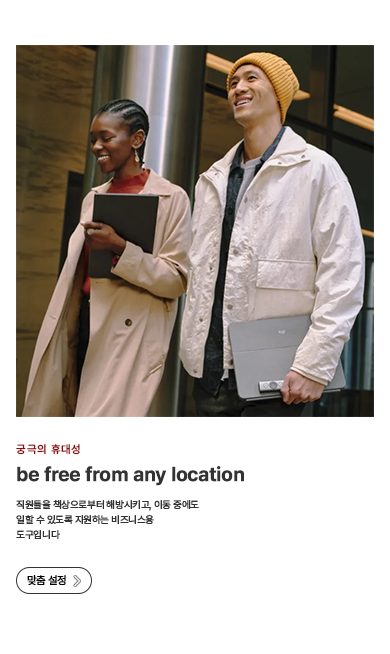 궁극의 휴대성
be free from any location
직원들을 책상으로부터 해방시키고, 이동 중에도
일할 수 있도록 지원하는 비즈니스용
도구입니다
맞춤 설정